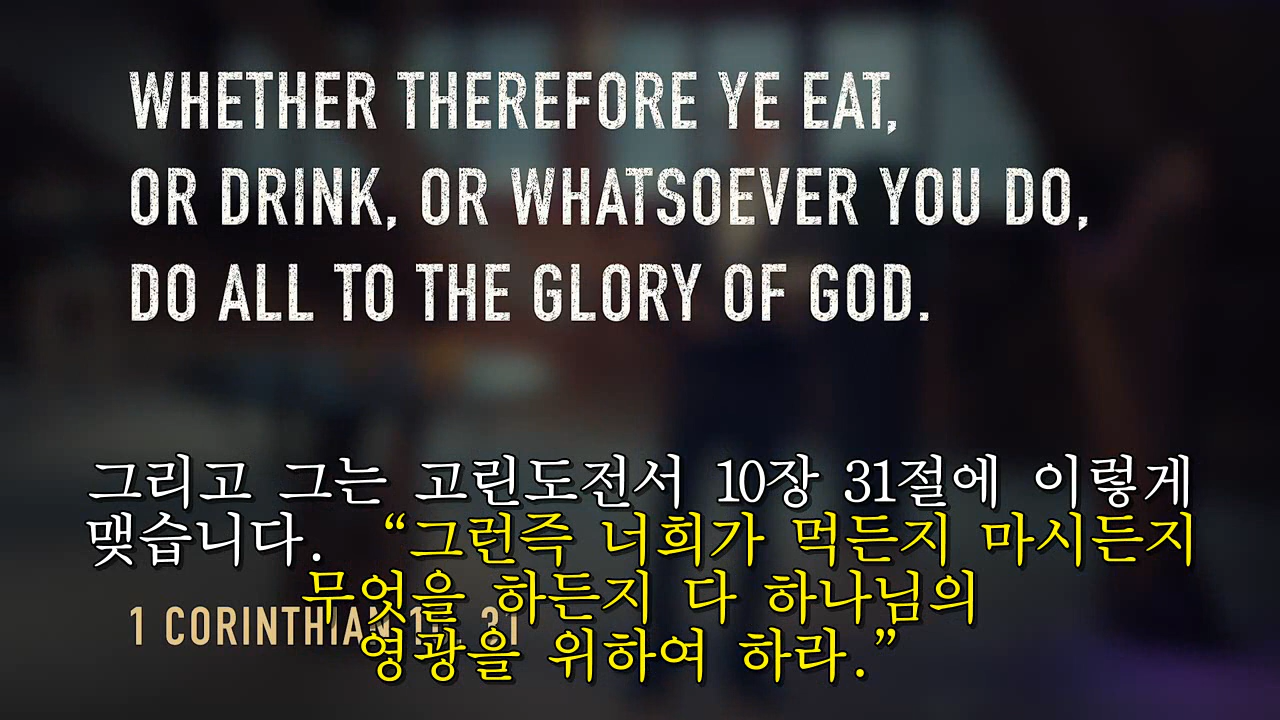 WHETHER THEREFORE YE EAT,
OR DRINK, OR WHATSOEVER YOU DO,
DO ALL TO THE GLORY OF GOD.
그리고 그는 고린도전서 10장 31절에 이렇게
맺습니다. “그런즉 너희가 먹든지 마시든지
무엇을 하든지 다 하나님의
1 CORINTHIANS 10:31
영광을 위하여 하라.”